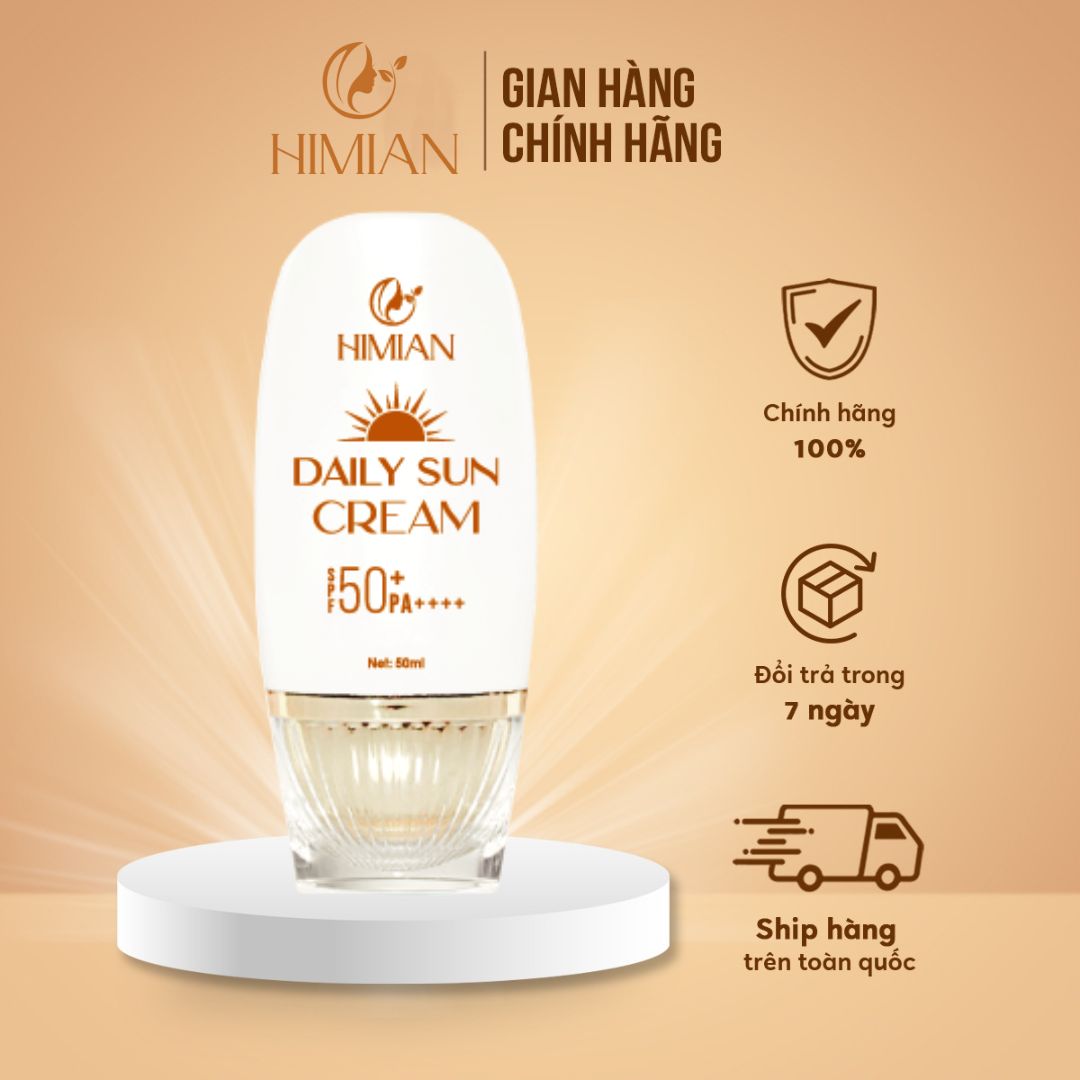 HIMIAN
GIAN HÀNG
CHÍNH HÃNG
HIMIAN
DAILY SUN
CREAM
SPF 50+ PA++++
Net: 50ml
Chính hãng
100%
Đổi trả trong
7 ngày
Ship hàng
trên toàn quốc